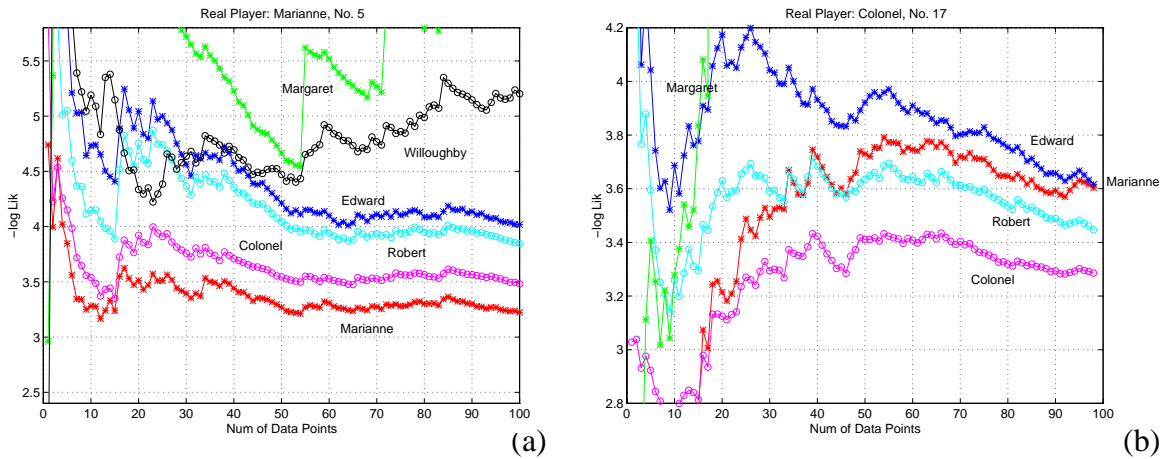 Real Player: Marianne, No. 5
5.5
5
4.5
4
3.5
3
2.5
−log Lik
0 10 20 30 40 50 60 70 80 90 100
Num of Data Points
Margaret
Willoughby
Edward
Robert
Colonel
Marianne
(a)
Real Player: Colonel, No. 17
4.2
4
3.8
3.6
3.4
3.2
3
2.8
−log Lik
0 10 20 30 40 50 60 70 80 90 100
Num of Data Points
Margaret
Edward
Marianne
Robert
Colonel
(b)